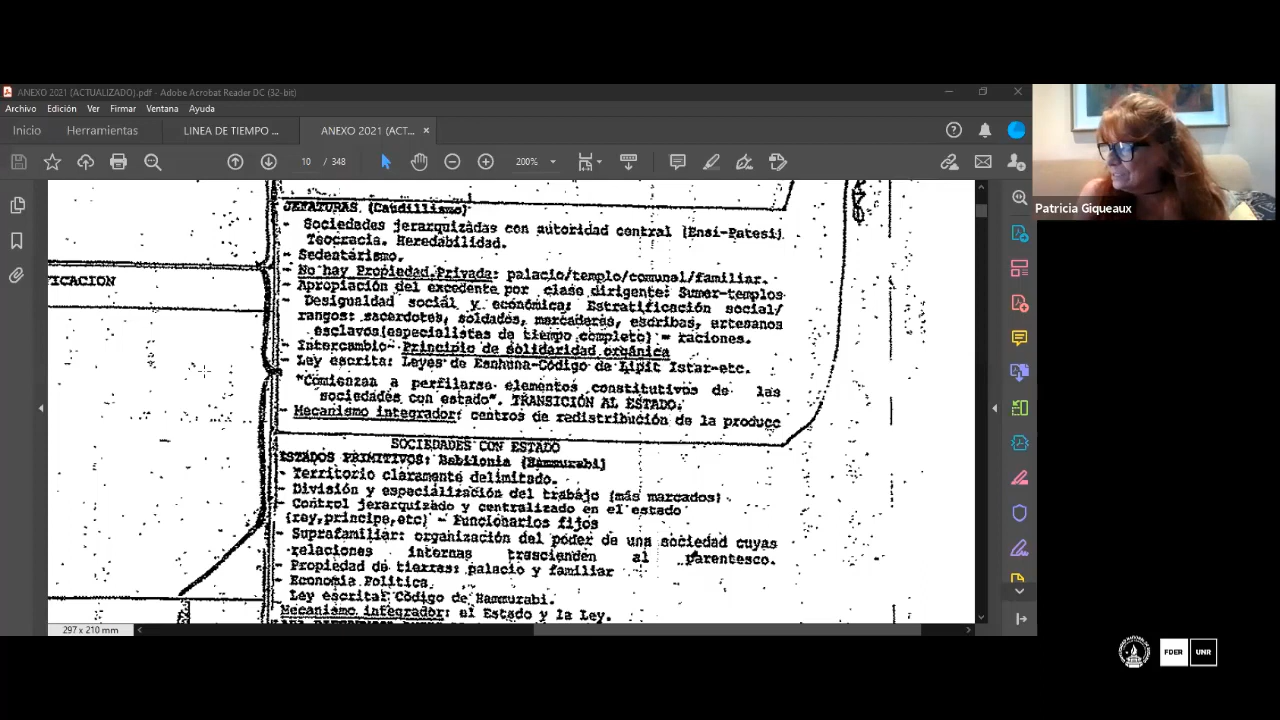 ANEXO 2021 (ACTUALIZADO).pdf - Adobe Acrobat Reader DC (32-bit)
Archivo Edición Ver Firmar Ventana Ayuda
Inicio Herramientas LINEA DE TIEMPO ... ANEXO 2021 (ACT... ×
10 / 348 200%
Patricia Giqueaux
JEFATURAS (Caudillismo)
- Sociedades jerarquizadas con autoridad central (Ensi-Patesi)
Teocracia. Heredabilidad.
- Sedentarismo.
- No hay Propiedad Privada: palacio/templo/comunal/familiar.
- Apropiación del excedente por clase dirigente: Sumer-templos
- Desigualdad social y económica: Estratificación social/
rangos: sacerdotes, soldados, mercaderes, escribas, artesanos
esclavos(especialistas de tiempo completo) = raciones.
- Intercambio- Principio de solidaridad orgánica
- Ley escrita: Leyes de Esnhuna-Código de Lipit Istar-etc.
"Comienzan a perfilarse elementos constitutivos de las
sociedades con estado". TRANSICIÓN AL ESTADO.
- Mecanismo integrador: centros de redistribución de la producc
ICACION
SOCIEDADES CON ESTADO
ESTADOS PRIMITIVOS: Babilonia (Hammurabi)
- Territorio claramente delimitado.
- División y especialización del trabajo (más marcados)
- Control jerarquizado y centralizado en el estado
(rey,príncipe,etc) - Funcionarios fijos
- Suprafamiliar: organización del poder de una sociedad cuyas
relaciones internas trascienden al parentesco.
- Propiedad de tierras: palacio y familiar
- Economía Política.
- Ley escrita: Código de Hammurabi.
Mecanismo integrador: el Estado y la Ley.
297 x 210 mm
FDER UNR